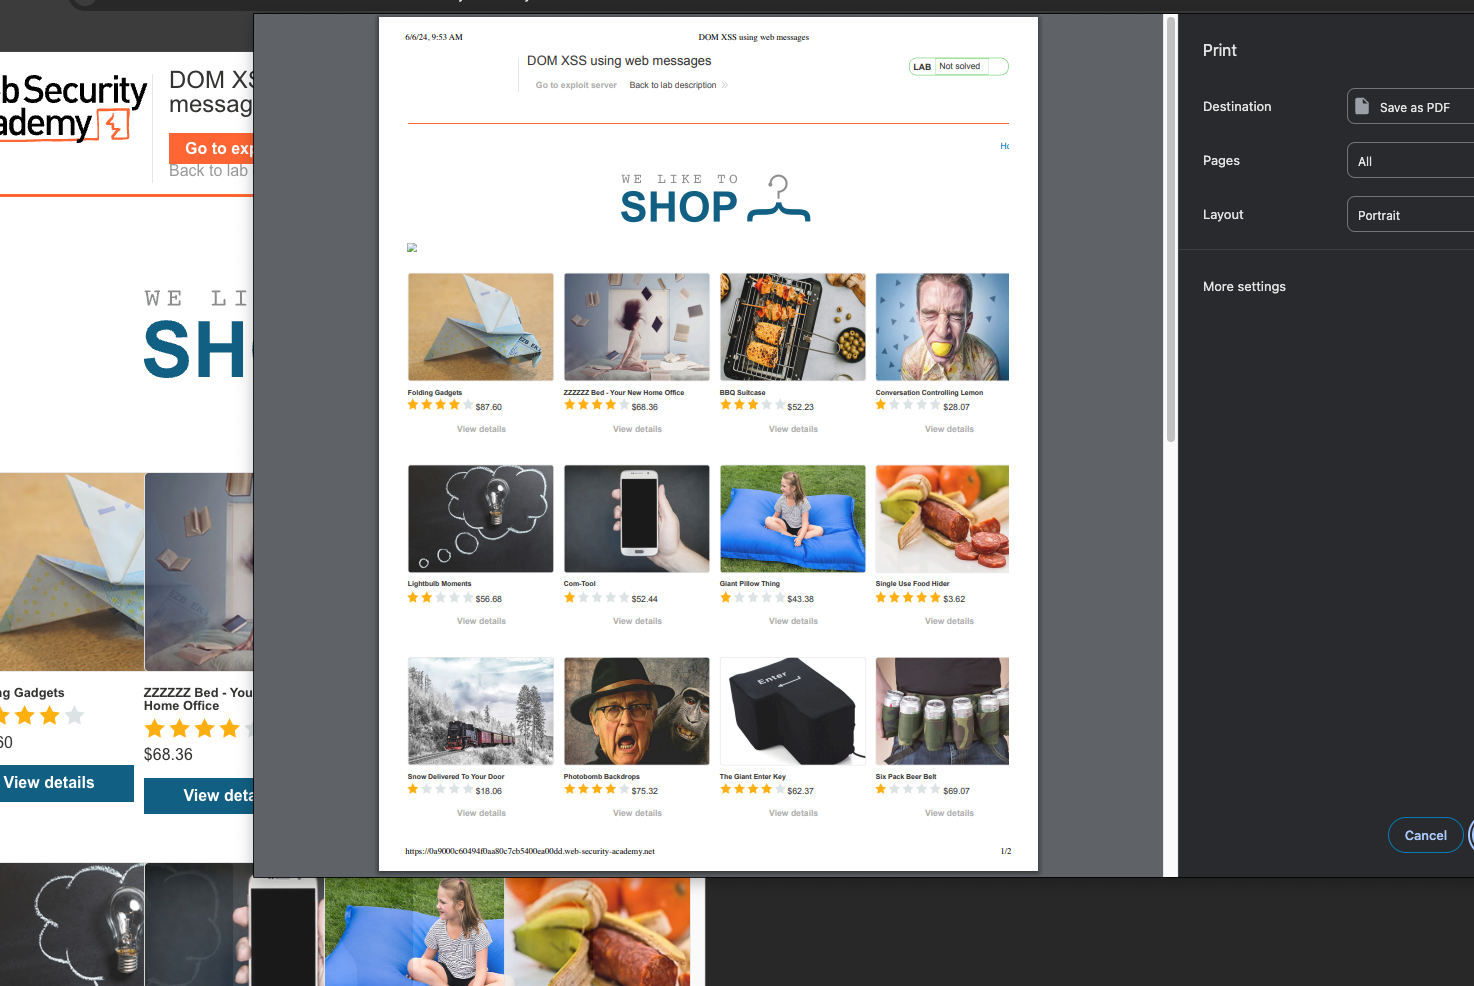 b Security
ademy
DOM XS
messag
Go to exp
Back to lab
WE LI
SH
ng Gadgets
60
View details
ZZZZZZ Bed - You
Home Office
$68.36
View deta
6/6/24, 9:53 AM
DOM XSS using web messages
DOM XSS using web messages
LAB Not solved
Go to exploit server
Back to lab description
Ho
WE LIKE TO
SHOP
Folding Gadgets
$87.60
View details
ZZZZZZ Bed - Your New Home Office
$68.36
View details
BBQ Suitcase
$52.23
View details
Conversation Controlling Lemon
$28.07
View details
Lightbulb Moments
$56.68
View details
Com-Tool
$52.44
View details
Giant Pillow Thing
$43.38
View details
Single Use Food Hider
$3.62
View details
Snow Delivered To Your Door
$18.06
View details
Photobomb Backdrops
$75.32
View details
Enter
The Giant Enter Key
$62.37
View details
Six Pack Beer Belt
$69.07
View details
https://0a9000c60494f0aa80c7cb5400ea00dd.web-security-academy.net
1/2
Print
Destination
Save as PDF
Pages
All
Layout
Portrait
More settings
Cancel